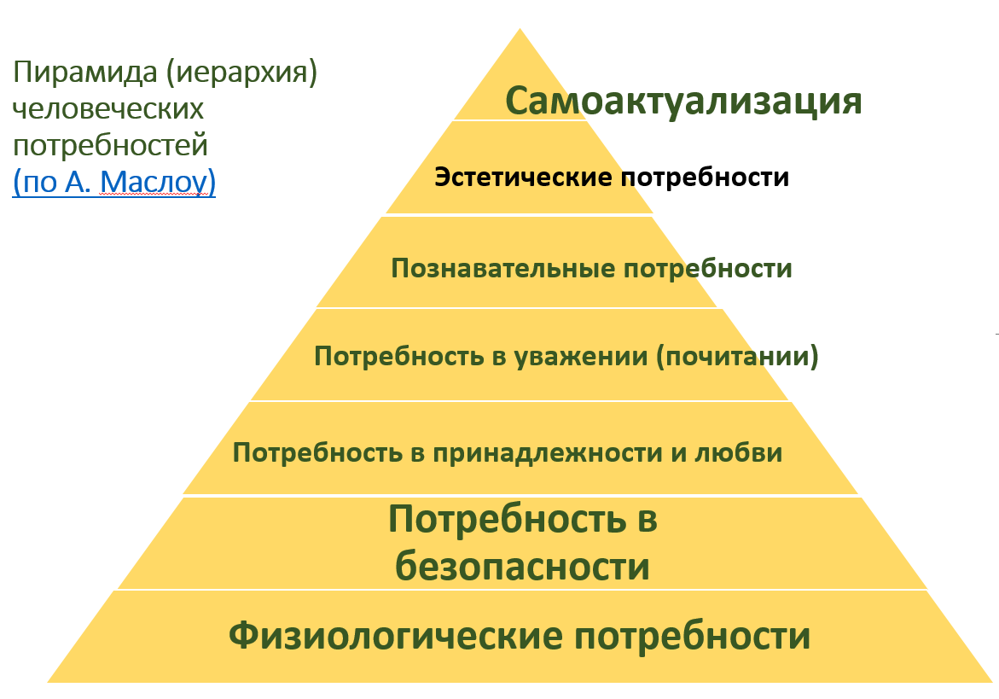 Пирамида (иерархия)
человеческих
потребностей
(по А. Маслоу)
Самоактуализация
Эстетические потребности
Познавательные потребности
Потребность в уважении (почитании)
Потребность в принадлежности и любви
Потребность в
безопасности
Физиологические потребности